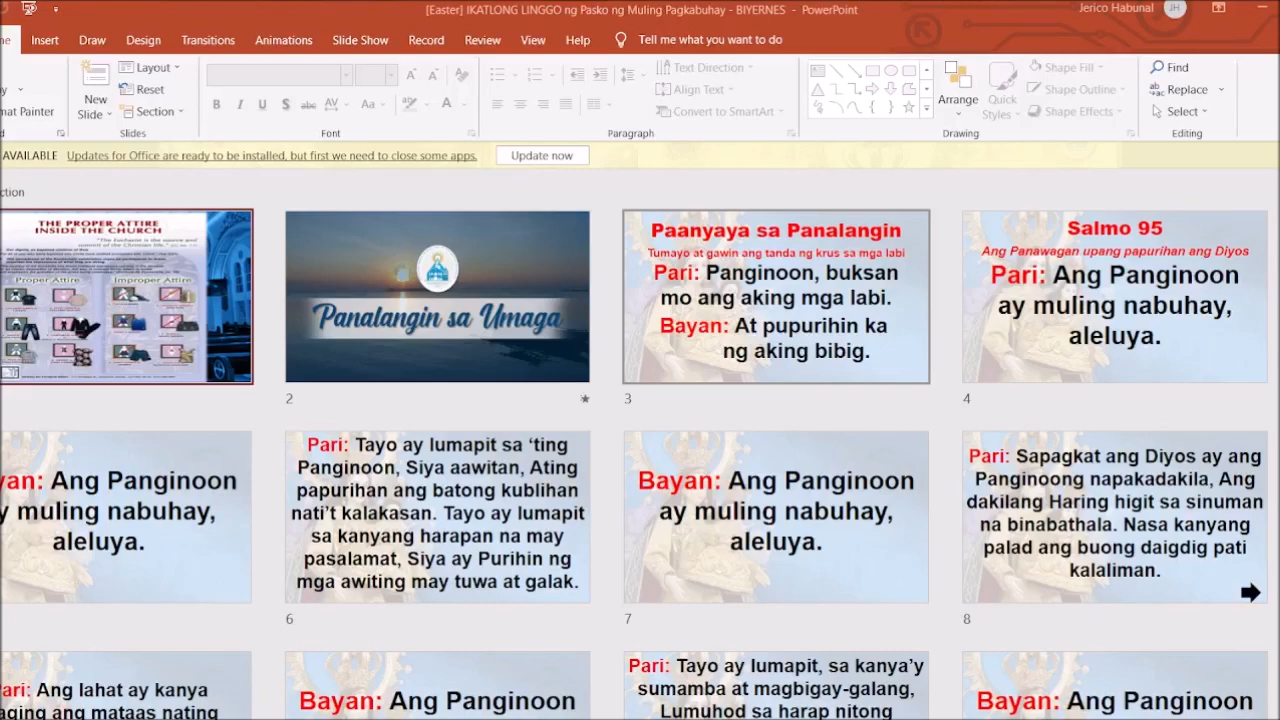 [Easter] IKATLONG LINGGO ng Pasko ng Muling Pagkabuhay - BIYERNES - PowerPoint
Jerico Habunal JH
Insert Draw Design Transitions Animations Slide Show Record Review View Help Tell me what you want to do
Layout
Reset
Section
New
Slide
Text Direction
Align Text
Convert to SmartArt
Arrange
Quick
Styles
Shape Fill
Shape Outline
Shape Effects
Find
Replace
Select
Slides Font Paragraph Drawing Editing
AVAILABLE Updates for Office are ready to be installed, but first we need to close some apps. Update now
THE PROPER ATTIRE
INSIDE THE CHURCH
Proper Attire Improper Attire
Panalangin sa Umaga
2
Paanyaya sa Panalangin
Tumayo at gawin ang tanda ng krus sa mga labi
Pari: Panginoon, buksan
mo ang aking mga labi.
Bayan: At pupurihin ka
ng aking bibig.
3
Salmo 95
Ang Panawagan upang papurihan ang Diyos
Pari: Ang Panginoon
ay muling nabuhay,
aleluya.
4
Ang Panginoon
muling nabuhay,
aleluya.
Pari: Tayo ay lumapit sa ‘ting
Panginoon, Siya aawitan, Ating
papurihan ang batong kublihan
nati’t kalakasan. Tayo ay lumapit
sa kanyang harapan na may
pasalamat, Siya ay Purihin ng
mga awiting may tuwa at galak.
6
Bayan: Ang Panginoon
ay muling nabuhay,
aleluya.
7
Pari: Sapagkat ang Diyos ay ang
Panginoong napakadakila, Ang
dakilang Haring higit sa sinuman
na binabathala. Nasa kanyang
palad ang buong daigdig pati
kalaliman.
8
Ang lahat ay kanya
ang mataas nating
Bayan: Ang Panginoon
Pari: Tayo ay lumapit, sa kanya’y
sumamba at magbigay-galang,
Lumuhod sa harap nitong
Bayan: Ang Panginoon